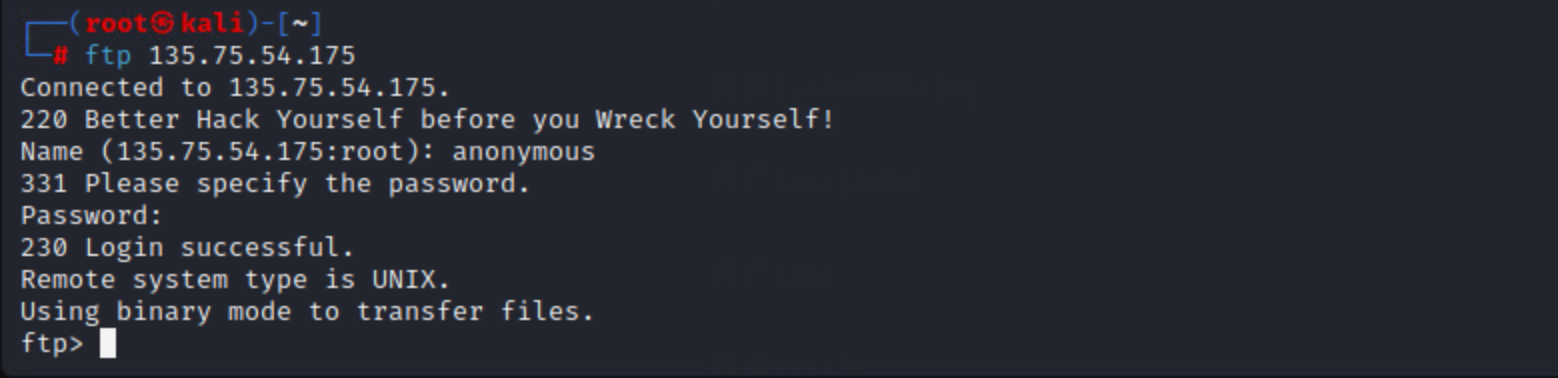 ┌──(root㉿kali)-[~]
└─# ftp 135.75.54.175
Connected to 135.75.54.175.
220 Better Hack Yourself before you Wreck Yourself!
Name (135.75.54.175:root): anonymous
331 Please specify the password.
Password:
230 Login successful.
Remote system type is UNIX.
Using binary mode to transfer files.
ftp>